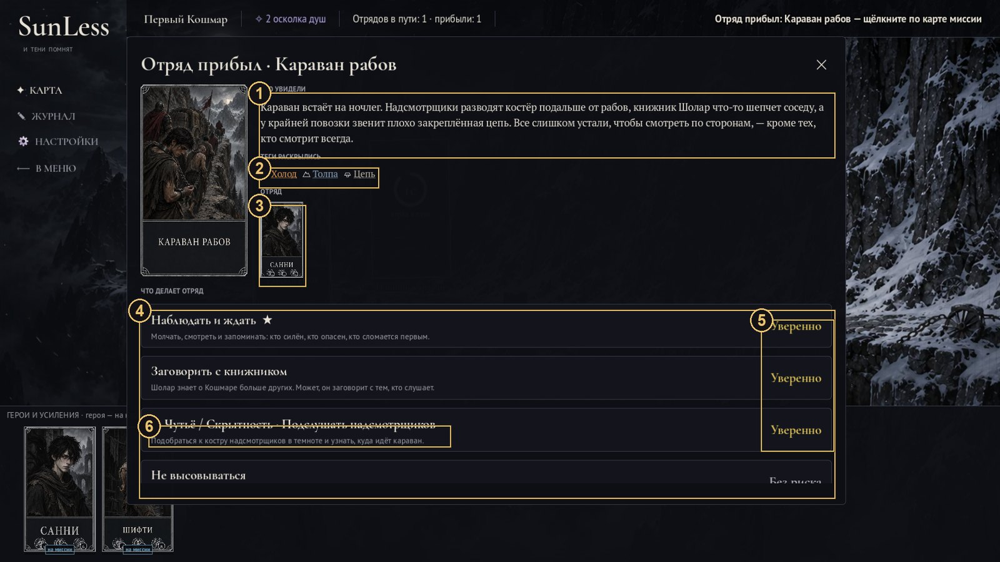 SunLess
и тени помнят
Первый Кошмар
✧ 2 осколка душ
Отрядов в пути: 1 · прибыли: 1
Отряд прибыл: Караван рабов — щёлкните по карте миссии
✦ КАРТА
ЖУРНАЛ
НАСТРОЙКИ
В МЕНЮ
Отряд прибыл · Караван рабов
КАРАВАН РАБОВ
1
УВИДЕЛИ
Караван встаёт на ночлег. Надсмотрщики разводят костёр подальше от рабов, книжник Шолар что-то шепчет соседу, а
у крайней повозки звенит плохо закреплённая цепь. Все слишком устали, чтобы смотреть по сторонам, — кроме тех,
кто смотрит всегда.
ТЕГИ РАСКРЫЛИСЬ
2
Холод Толпа Цепь
ОТРЯД
3
САННИ
ЧТО ДЕЛАЕТ ОТРЯД
4
Наблюдать и ждать ★
Молчать, смотреть и запоминать: кто силён, кто опасен, кто сломается первым.
5
Уверенно
Заговорить с книжником
Шолар знает о Кошмаре больше других. Может, он заговорит с тем, кто слушает.
Уверенно
6
Чутьё / Скрытность · Подслушать надсмотрщиков
Подобраться к костру надсмотрщиков в темноте и узнать, куда идёт караван.
Уверенно
Не высовываться
Без риска
ГЕРОИ И УСИЛЕНИЯ · героя — на
САННИ
на миссии
ШИФТИ
на миссии